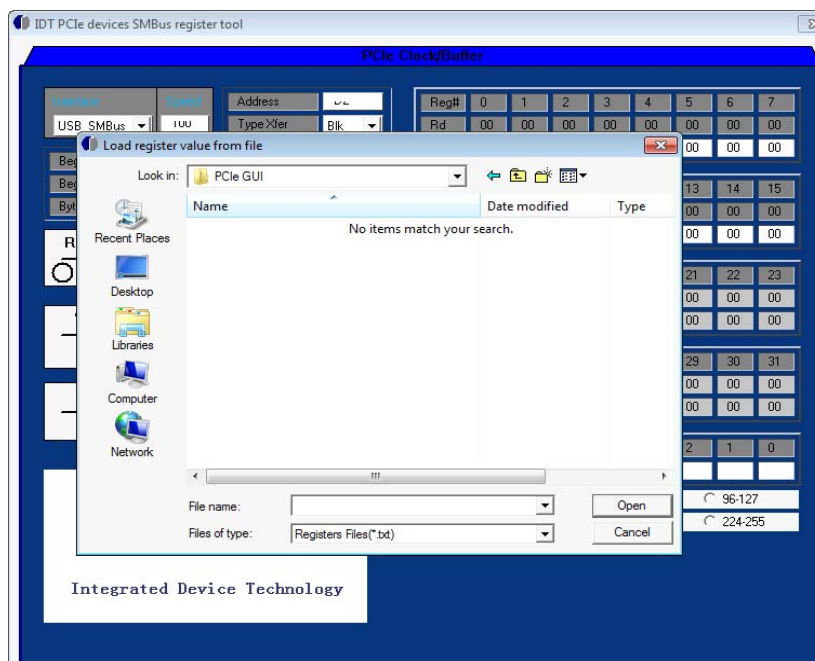 IDT PCIe devices SMBus register tool
PCIe Clock/Buffer
Address
Reg# 0 1 2 3 4 5 6 7
USB SMBus Type Xfer Blk Rd 00 00 00 00 00 00 00 00
Load register value from file
00 00 00
Look in: PCIe GUI
13 14 15
Name Date modified Type
00 00 00
No items match your search.
00 00 00
Recent Places
21 22 23
Desktop
00 00 00
00 00 00
Libraries
29 30 31
00 00 00
Computer
00 00 00
Network
2 1 0
File name: Open
96-127
Files of type: Registers Files(*.txt) Cancel
224-255
Integrated Device Technology